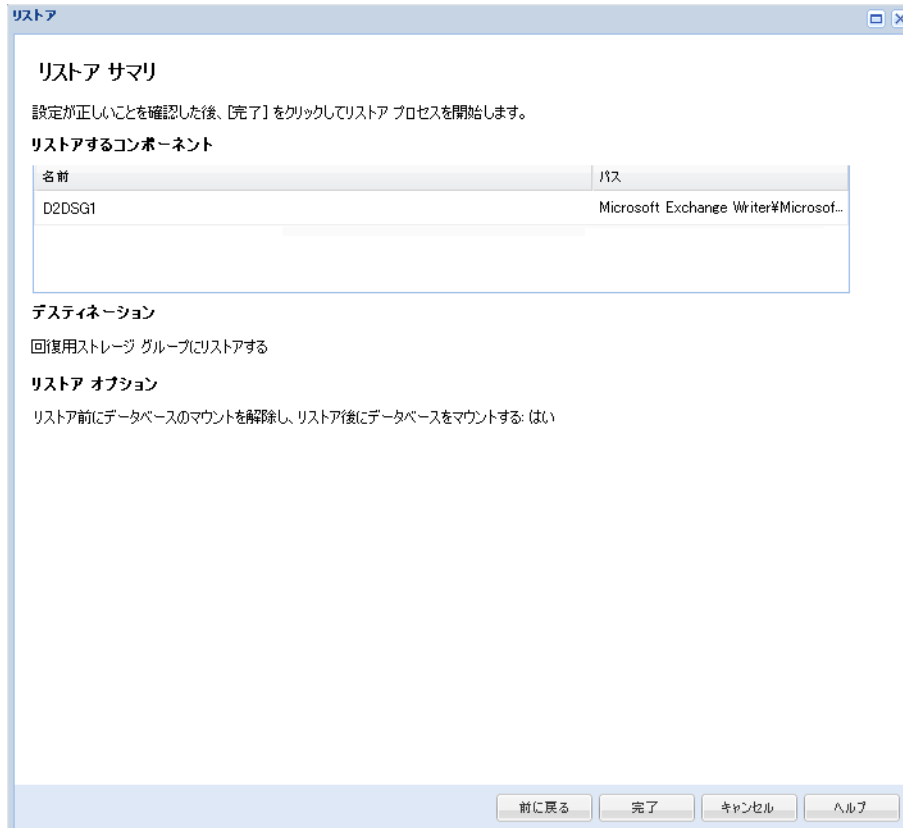 リストア
リストア サマリ
設定が正しいことを確認した後、[完了] をクリックしてリストア プロセスを開始します。
リストアするコンポーネント
名前 パス
D2DSG1 Microsoft Exchange Writer¥Microsof...
デスティネーション
回復用ストレージ グループにリストアする
リストア オプション
リストア前にデータベースのマウントを解除し、リストア後にデータベースをマウントする: はい
前に戻る 完了 キャンセル ヘルプ